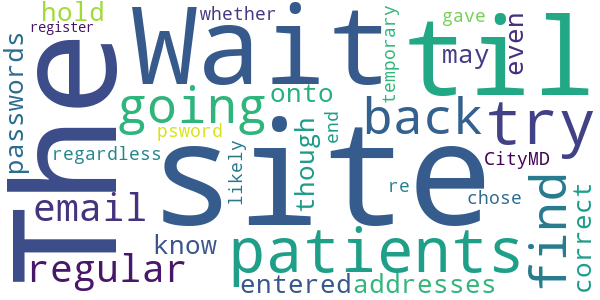 The
Wait
til
site
hold
register
whether
temporary
gave
may
even
passwords
going
onto
back
try
psword
regardless
likely
though
end
CityMD
find
correct
email
know
re
chose
regular
patients
entered
addresses